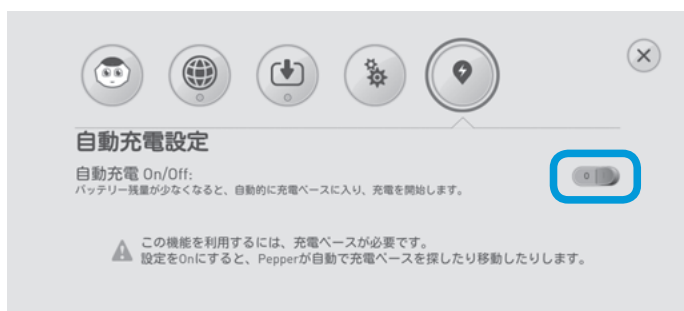 自動充電設定
自動充電 On/Off:
バッテリー残量が少なくなると、自動的に充電ベースに入り、充電を開始します。
この機能を利用するには、充電ベースが必要です。
設定をOnにすると、Pepperが自動で充電ベースを探したり移動したりします。